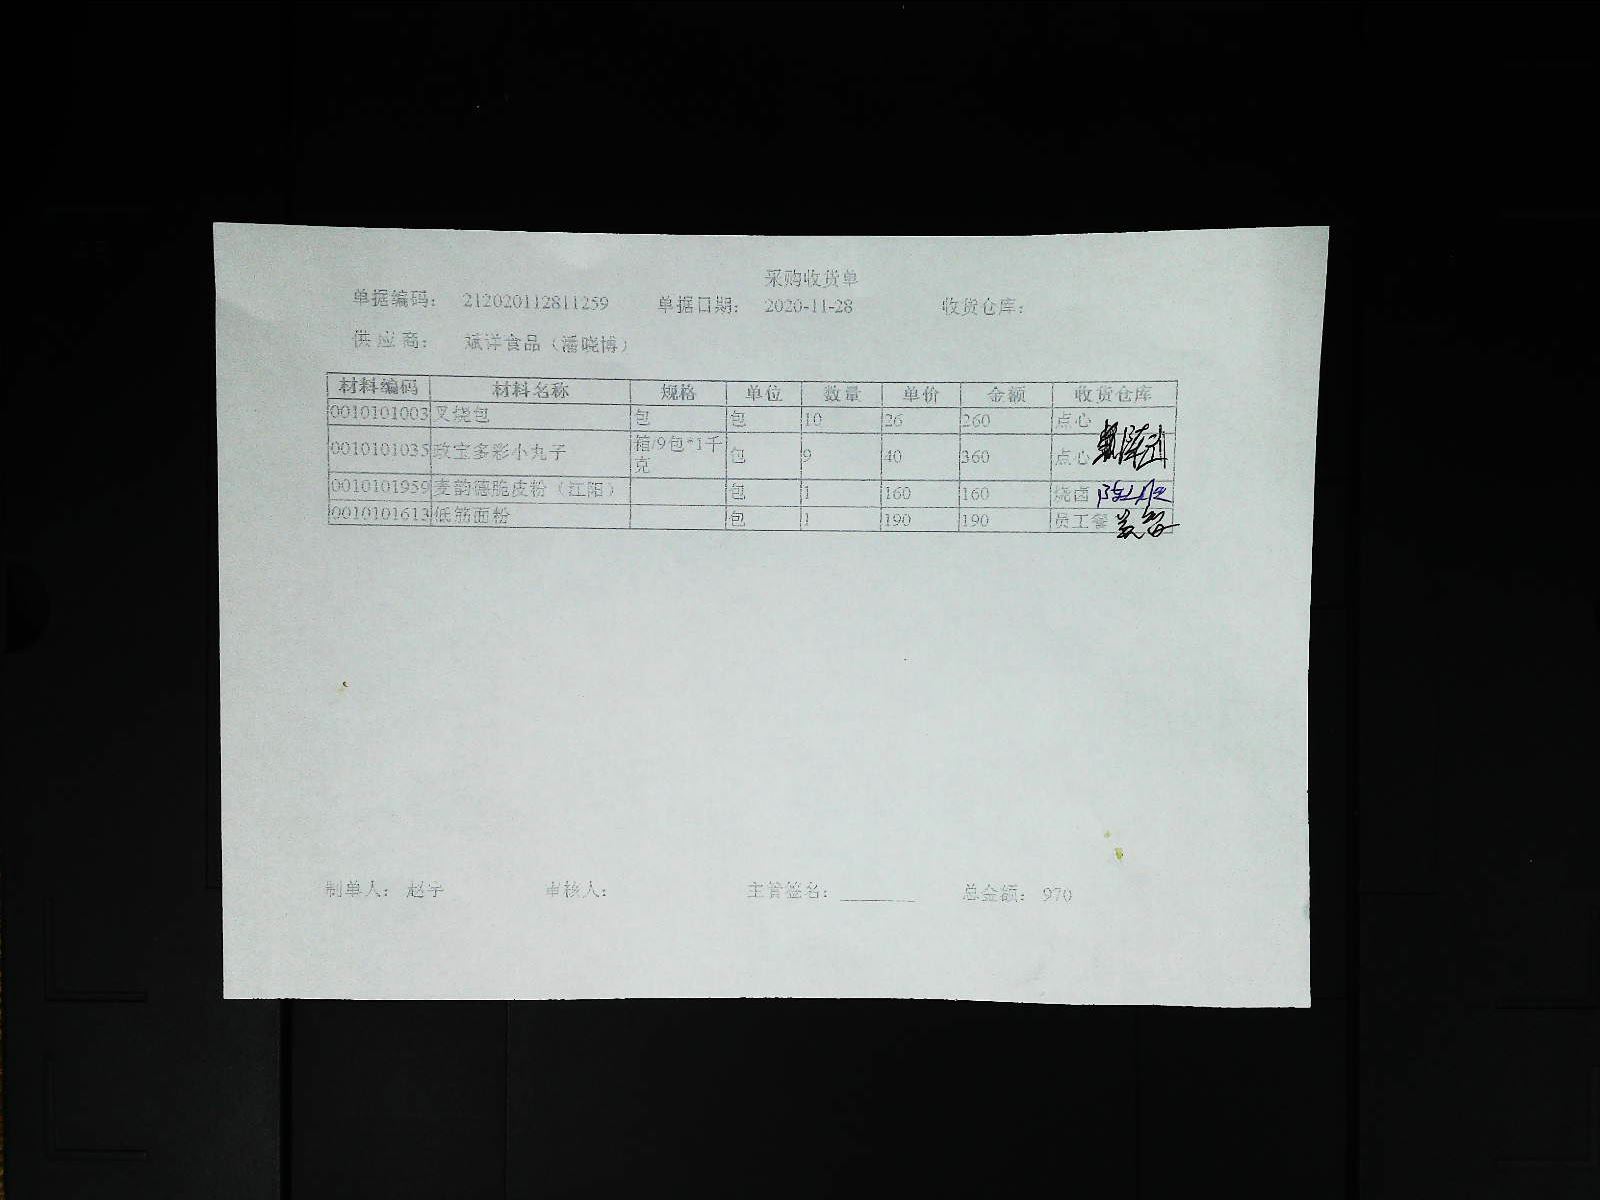 采购收货单
单据编码： 212020112811259 单据日期： 2020-11-28 收货仓库：
供 应 商： 斌洋食品（潘晓博）
材料编码 材料名称 规格 单位 数量 单价 金额 收货仓库
0010101003 叉烧包 包 包 10 26 260 点心
0010101035 政宝多彩小丸子 箱/9包*1千克 包 9 40 360 点心
0010101959 麦韵德脆皮粉（江阳） 包 1 160 160 烧卤
0010101613 低筋面粉 包 1 190 190 员工餐
制单人： 赵宇 审核人： 主管签名： 总金额： 970